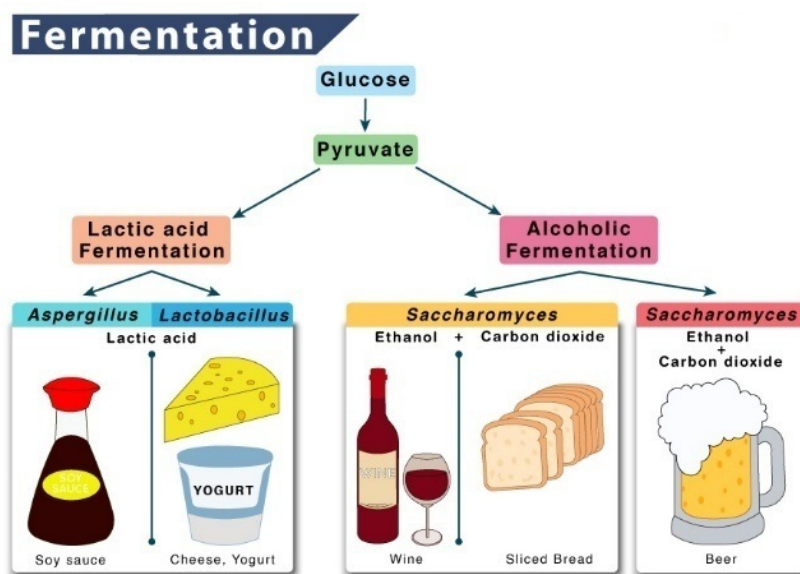 Fermentation
Glucose
Pyruvate
Lactic acid
Fermentation
Alcoholic
Fermentation
Aspergillus
Lactobacillus
Lactic acid
SOY
SAUCE
YOGURT
Soy sauce
Cheese, Yogurt
Saccharomyces
Ethanol + Carbon dioxide
WINE
Wine
Sliced Bread
Saccharomyces
Ethanol
+
Carbon dioxide
Beer